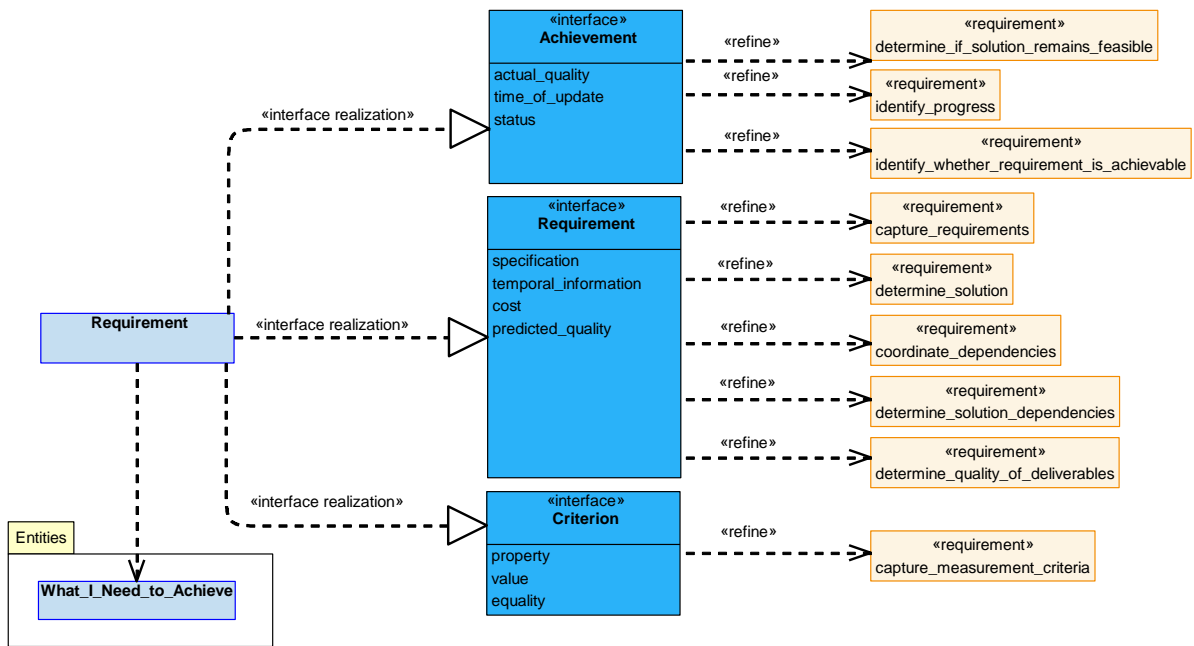 «interface»
Achievement
actual_quality
time_of_update
status
«refine»
«requirement»
determine_if_solution_remains_feasible
«refine»
«requirement»
identify_progress
«refine»
«requirement»
identify_whether_requirement_is_achievable
«interface realization»
«interface»
Requirement
specification
temporal_information
cost
predicted_quality
«refine»
«requirement»
capture_requirements
«refine»
«requirement»
determine_solution
«refine»
«requirement»
coordinate_dependencies
«refine»
«requirement»
determine_solution_dependencies
«refine»
«requirement»
determine_quality_of_deliverables
Requirement
«interface realization»
«interface realization»
«interface»
Criterion
property
value
equality
«refine»
«requirement»
capture_measurement_criteria
Entities
What_I_Need_to_Achieve